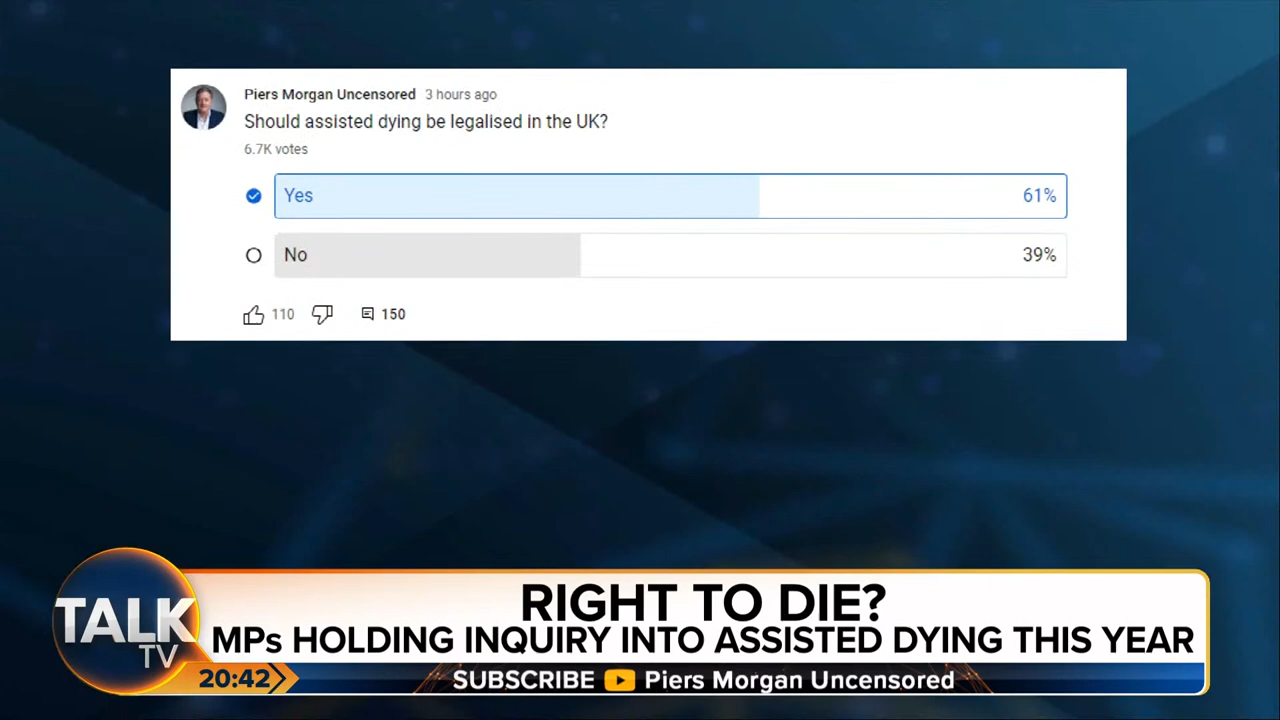 Piers Morgan Uncensored 3 hours ago
Should assisted dying be legalised in the UK?
6.7K votes
Yes 61%
No 39%
110 150
RIGHT TO DIE?
MPs HOLDING INQUIRY INTO ASSISTED DYING THIS YEAR
TALK
TV
20:42 SUBSCRIBE Piers Morgan Uncensored